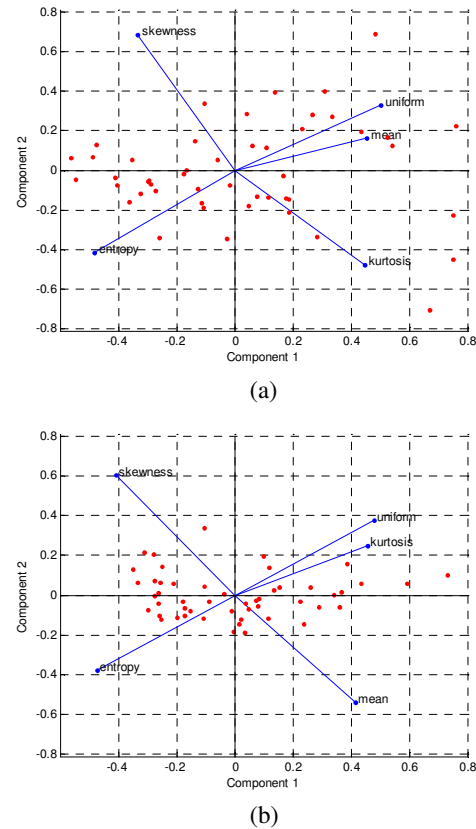 0.8
skewness
0.6
0.4
uniform
0.2
mean
0
-0.2
-0.4
entropy
kurtosis
-0.6
-0.8
-0.4 -0.2 0 0.2 0.4 0.6 0.8
Component 1
Component 2
(a)
0.8
0.6
skewness
0.4
uniform
kurtosis
0.2
0
-0.2
-0.4
entropy
mean
-0.6
-0.8
-0.4 -0.2 0 0.2 0.4 0.6 0.8
Component 1
Component 2
(b)